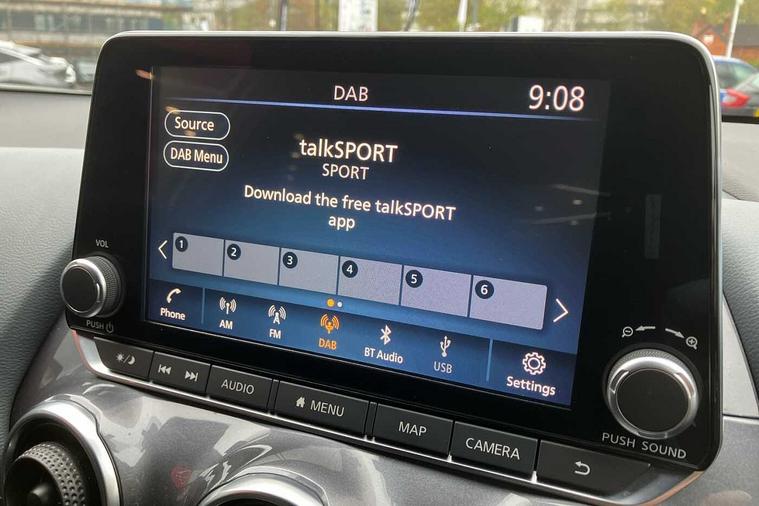 DAB
9:08
Source
DAB Menu
talkSPORT
SPORT
Download the free talkSPORT
app
1 2 3 4 5 6
Phone
AM
FM
DAB
BT Audio
USB
Settings
VOL
PUSH
AUDIO
MENU
MAP
CAMERA
PUSH SOUND